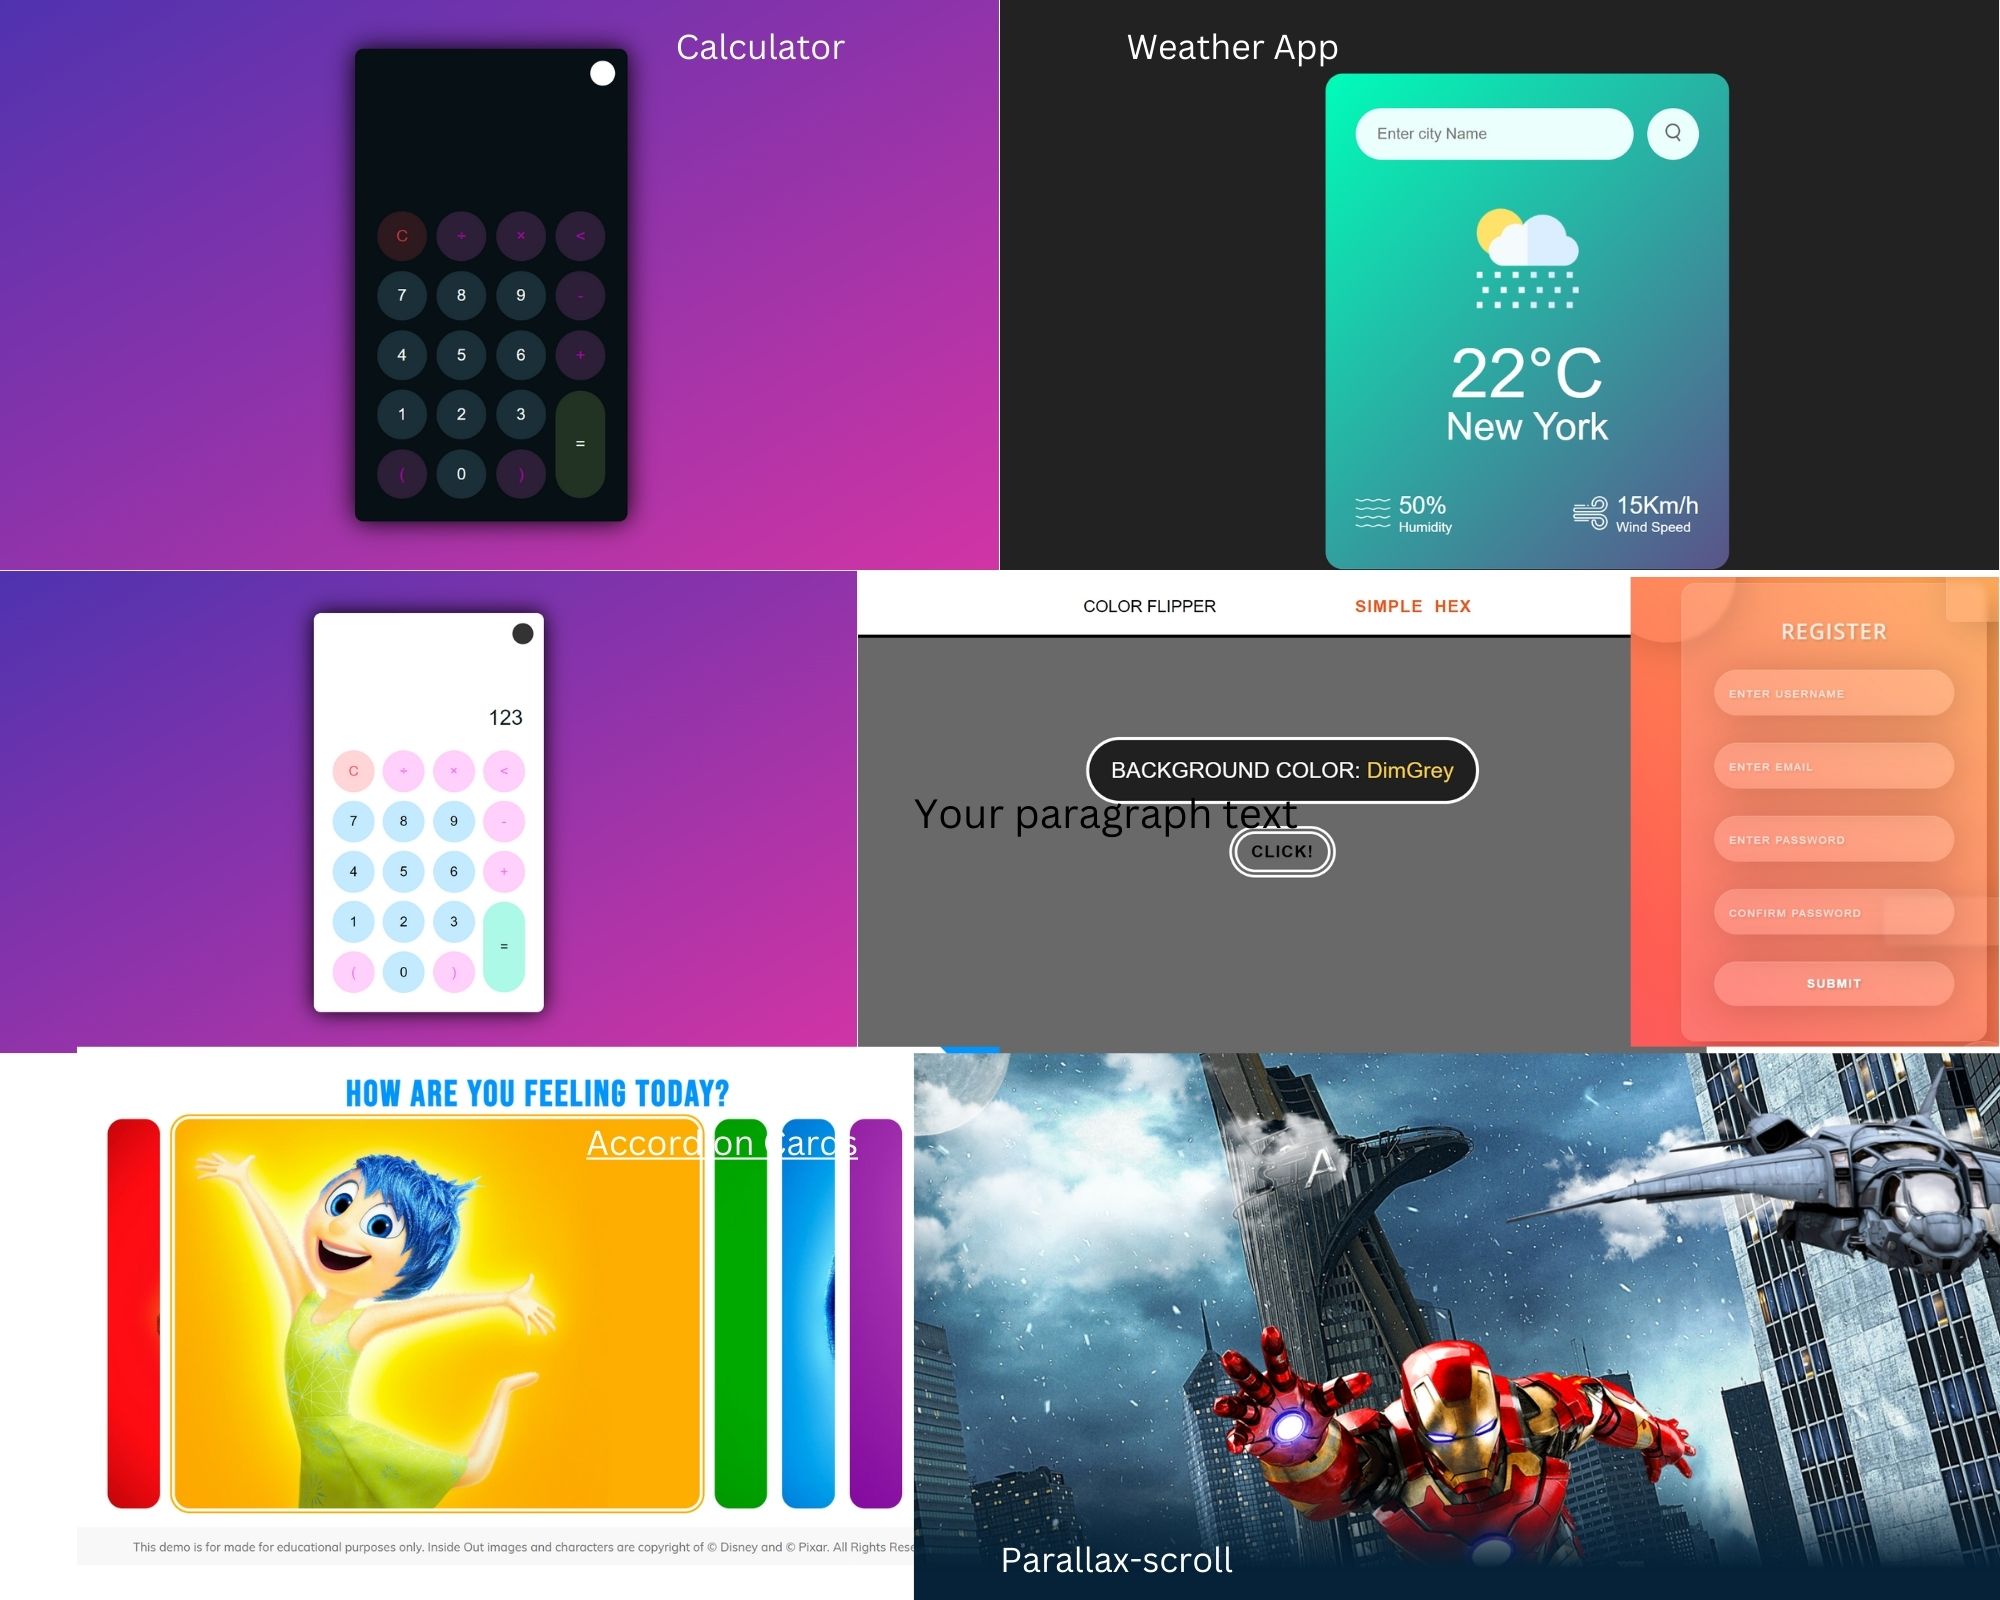 Calculator
C ÷ × <
7 8 9 -
4 5 6 +
1 2 3
=
( 0 )
Weather App
Enter city Name
22°C
New York
50%
Humidity
15Km/h
Wind Speed
123
C ÷ × <
7 8 9 -
4 5 6 +
1 2 3
=
( 0 )
COLOR FLIPPER
SIMPLE HEX
BACKGROUND COLOR: DimGrey
Your paragraph text
CLICK!
REGISTER
ENTER USERNAME
ENTER EMAIL
ENTER PASSWORD
CONFIRM PASSWORD
SUBMIT
HOW ARE YOU FEELING TODAY?
Accordion Cards
This demo is for made for educational purposes only. Inside Out images and characters are copyright of © Disney and © Pixar. All Rights Rese
STARK
Parallax-scroll